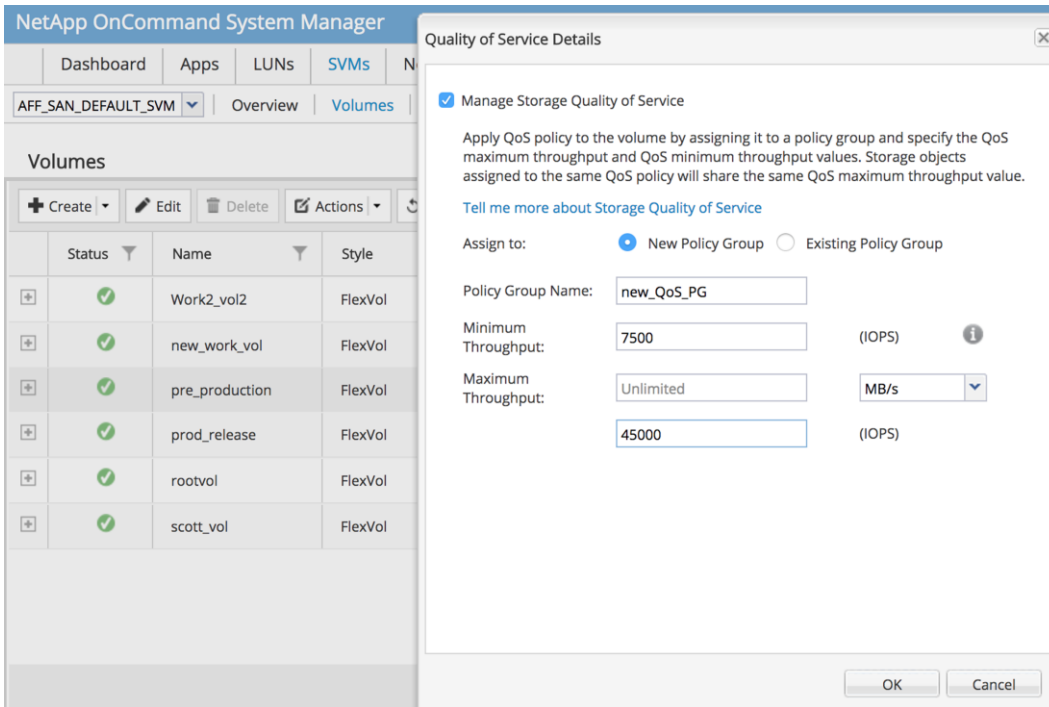 NetApp OnCommand System Manager
Dashboard Apps LUNs SVMs
AFF_SAN_DEFAULT_SVM Overview Volumes
Volumes
Create Edit Delete Actions
Status Name Style
Work2_vol2 FlexVol
new_work_vol FlexVol
pre_production FlexVol
prod_release FlexVol
rootvol FlexVol
scott_vol FlexVol
Quality of Service Details
Manage Storage Quality of Service
Apply QoS policy to the volume by assigning it to a policy group and specify the QoS
maximum throughput and QoS minimum throughput values. Storage objects
assigned to the same QoS policy will share the same QoS maximum throughput value.
Tell me more about Storage Quality of Service
Assign to: New Policy Group Existing Policy Group
Policy Group Name: new_QoS_PG
Minimum
Throughput: 7500 (IOPS)
Maximum
Throughput: Unlimited MB/s
45000 (IOPS)
OK Cancel